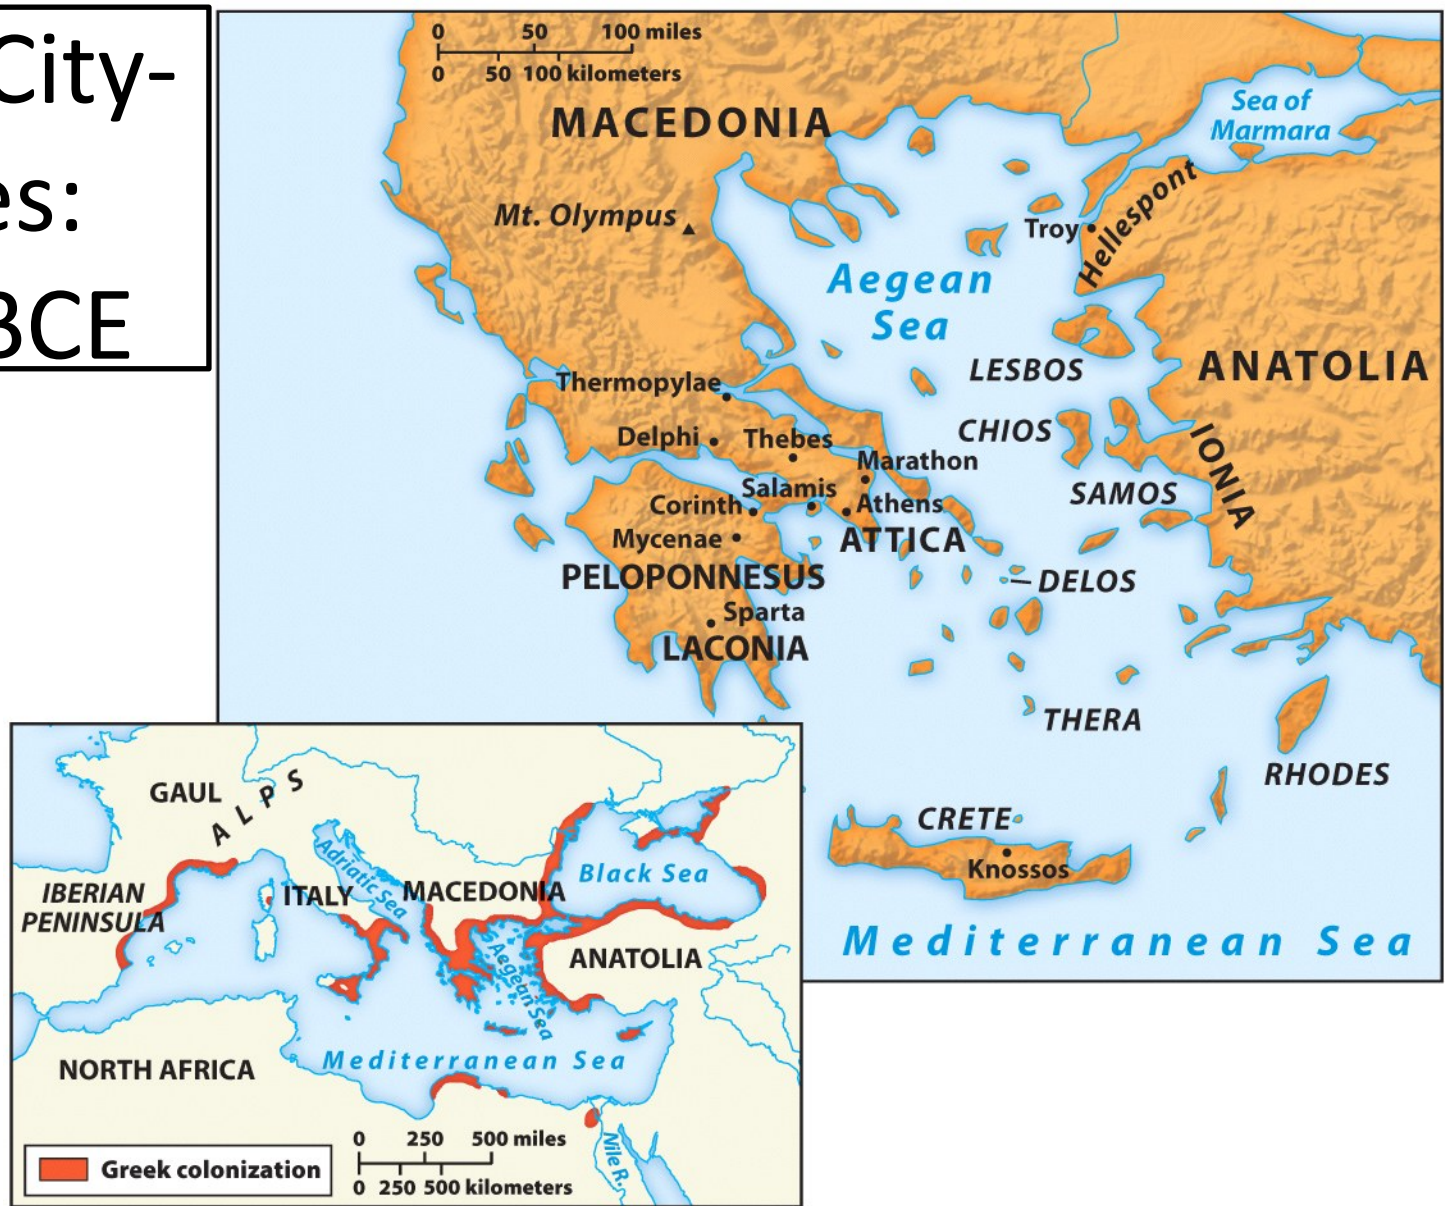 City-
es:
BCE
0 50 100 miles
0 50 100 kilometers
MACEDONIA
Sea of
Marmara
Mt. Olympus
Troy
Hellespont
Aegean
Sea
LESBOS
ANATOLIA
Thermopylae
CHIOS
Delphi
Thebes
IONIA
Marathon
SAMOS
Salamis
Corinth
Athens
Mycenae
ATTICA
PELOPONNESUS
DELOS
Sparta
LACONIA
THERA
RHODES
CRETE
Knossos
Mediterranean Sea
GAUL
ALPS
Adriatic Sea
Black Sea
IBERIAN
PENINSULA
ITALY
MACEDONIA
Aegean Sea
ANATOLIA
NORTH AFRICA
Mediterranean Sea
Nile R.
Greek colonization
0 250 500 miles
0 250 500 kilometers